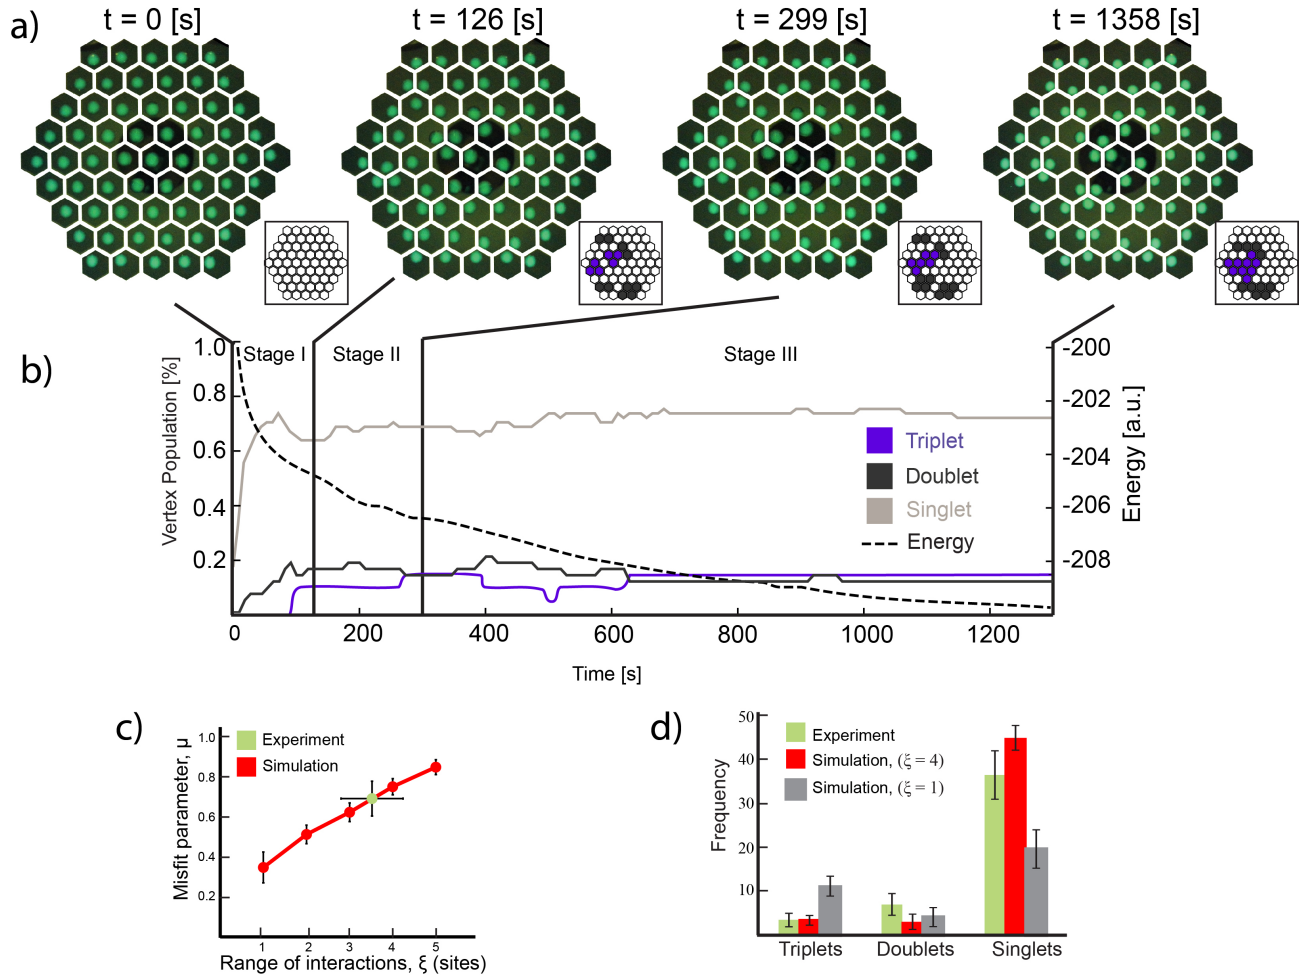 a)
t = 0 [s]
t = 126 [s]
t = 299 [s]
t = 1358 [s]
b)
Vertex Population [%]
1.0
0.8
0.6
0.4
0.2
Stage I
Stage II
Stage III
Triplet
Doublet
Singlet
Energy
-200
-202
-204
-206
-208
Energy [a.u.]
0
200
400
600
800
1000
1200
Time [s]
c)
Misfit parameter, μ
1.0
0.8
0.6
0.4
0.2
Experiment
Simulation
1
2
3
4
5
Range of interactions, ξ (sites)
d)
Frequency
50
40
30
20
10
Experiment
Simulation, (ξ = 4)
Simulation, (ξ = 1)
Triplets
Doublets
Singlets